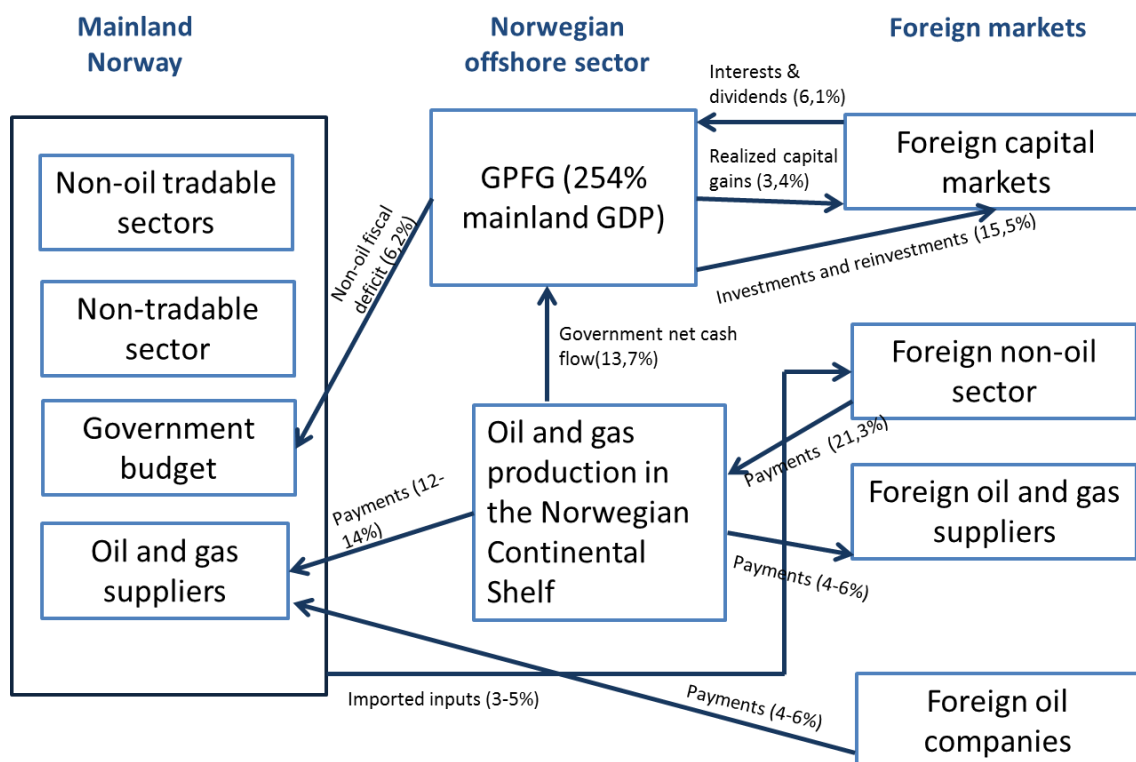 Mainland
Norway
Norwegian
offshore sector
Foreign markets
Interests &
dividends (6,1%)
Non-oil tradable
sectors
GPFG (254%
mainland GDP)
Realized capital
gains (3,4%)
Foreign capital
markets
Non-oil fiscal
deficit (6,2%)
Investments and reinvestments (15,5%)
Non-tradable
sector
Government net cash
flow(13,7%)
Foreign non-oil
sector
Government
budget
Oil and gas
production in
the Norwegian
Continental
Shelf
Payments (21,3%)
Payments (12-
14%)
Foreign oil and gas
suppliers
Oil and gas
suppliers
Payments (4-6%)
Imported inputs (3-5%)
Payments (4-6%)
Foreign oil
companies